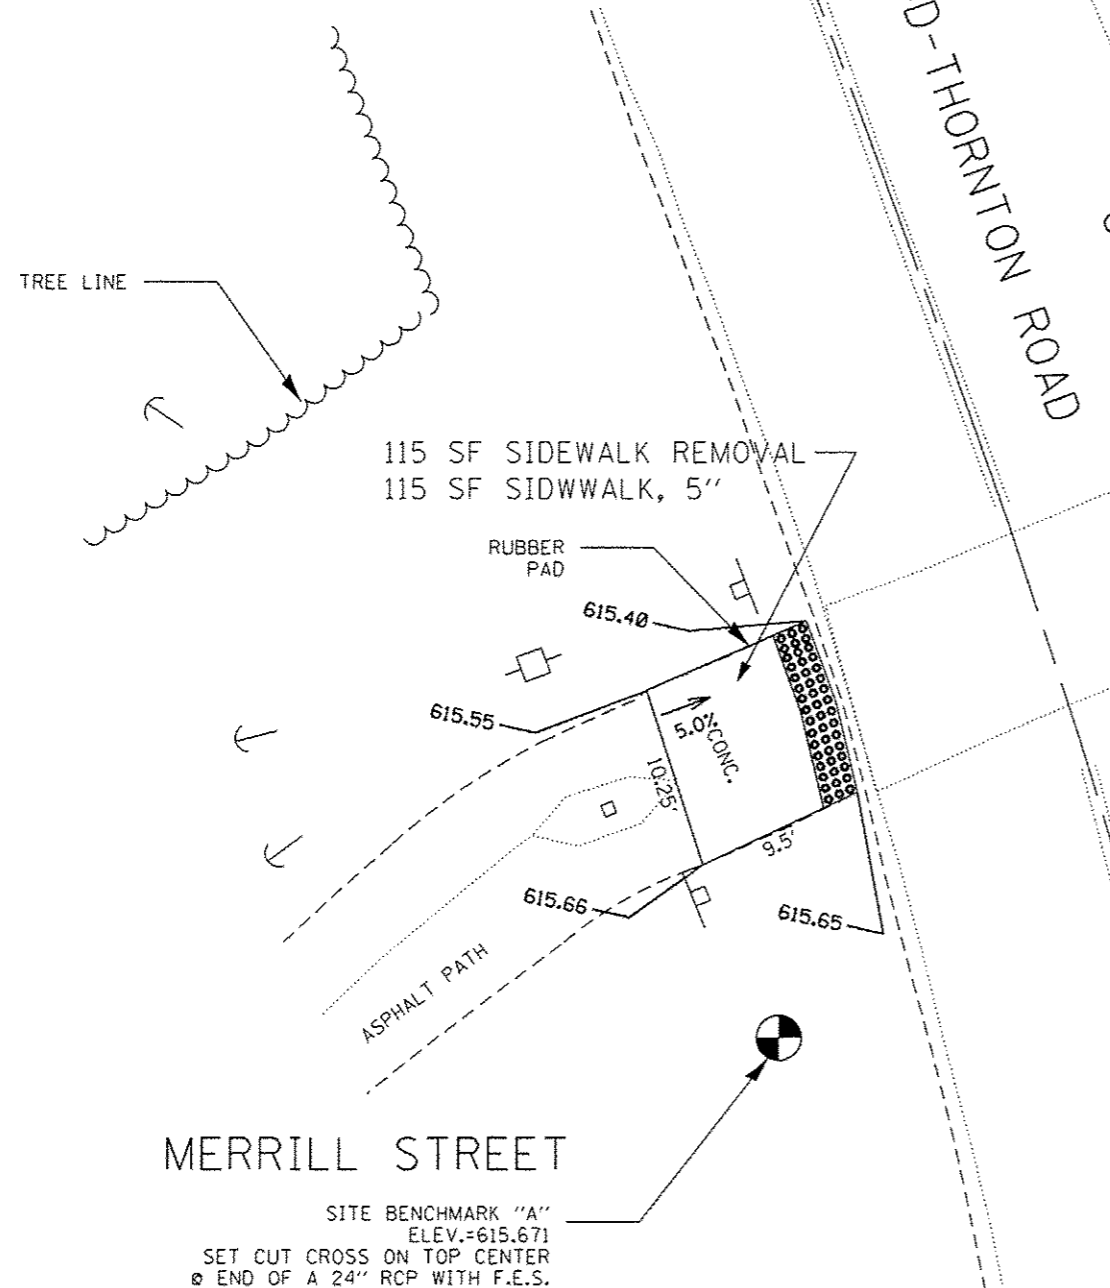 D-THORNTON ROAD
TREE LINE
115 SF SIDEWALK REMOVAL
115 SF SIDWWALK, 5''
RUBBER
PAD
615.40
615.55
5.0%
CONC.
10.25'
9.5'
615.66
615.65
ASPHALT PATH
MERRILL STREET
SITE BENCHMARK "A"
ELEV.=615.671
SET CUT CROSS ON TOP CENTER
@ END OF A 24" RCP WITH F.E.S.